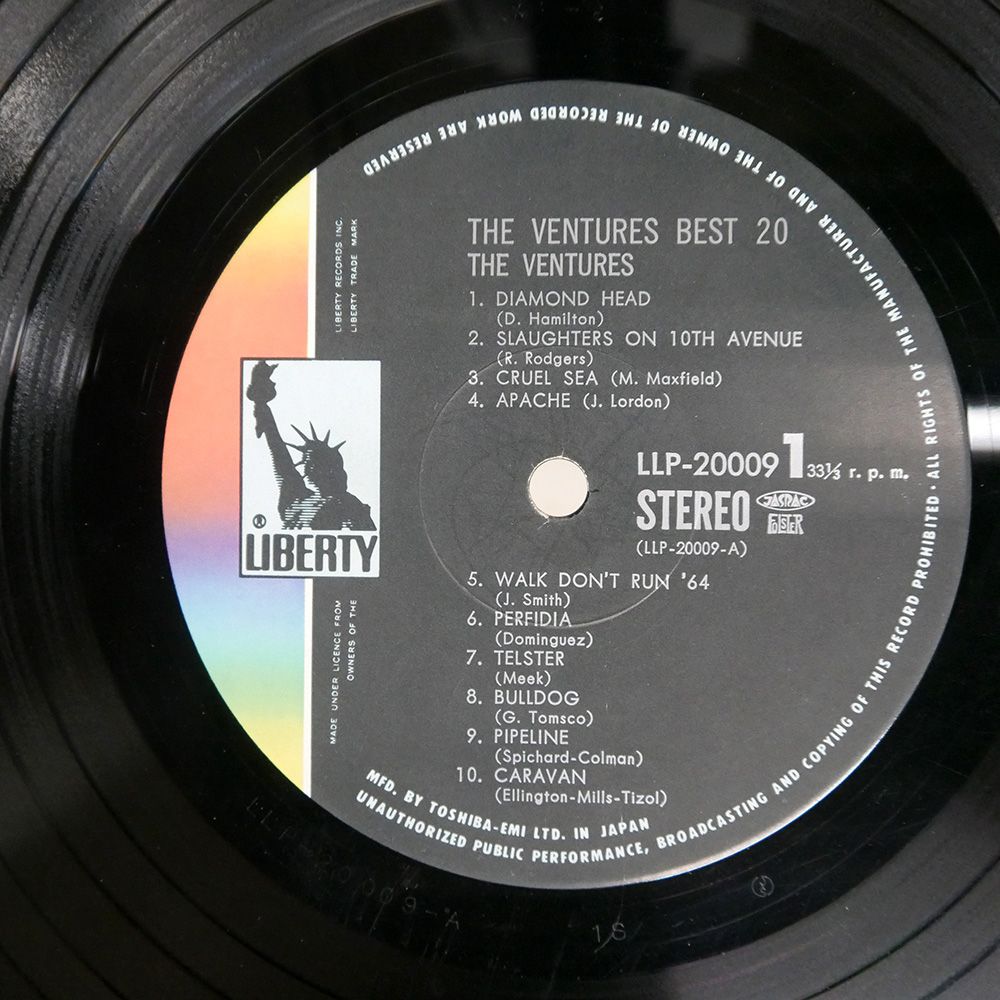 THE VENTURES BEST 20
THE VENTURES
1. DIAMOND HEAD
(D. Hamilton)
2. SLAUGHTERS ON 10TH AVENUE
(R. Rodgers)
3. CRUEL SEA (M. Maxfield)
4. APACHE (J. Lordon)
LLP-20009 1 33⅓ r. p. m.
STEREO JASRAC
FOLSTER
(LLP-20009-A)
5. WALK DON'T RUN '64
(J. Smith)
6. PERFIDIA
(Dominguez)
7. TELSTER
(Meek)
8. BULLDOG
(G. Tomsco)
9. PIPELINE
(Spichard-Colman)
10. CARAVAN
(Ellington-Mills-Tizol)
® LIBERTY
LIBERTY RECORDS INC.
LIBERTY TRADE MARK
MADE UNDER LICENCE FROM
OWNERS OF THE
MFD. BY TOSHIBA-EMI LTD. IN JAPAN
UNAUTHORIZED PUBLIC PERFORMANCE, BROADCASTING AND COPYING OF THIS RECORD PROHIBITED · ALL RIGHTS OF THE MANUFACTURER AND OF THE OWNER OF THE RECORDED WORK ARE RESERVED
1S